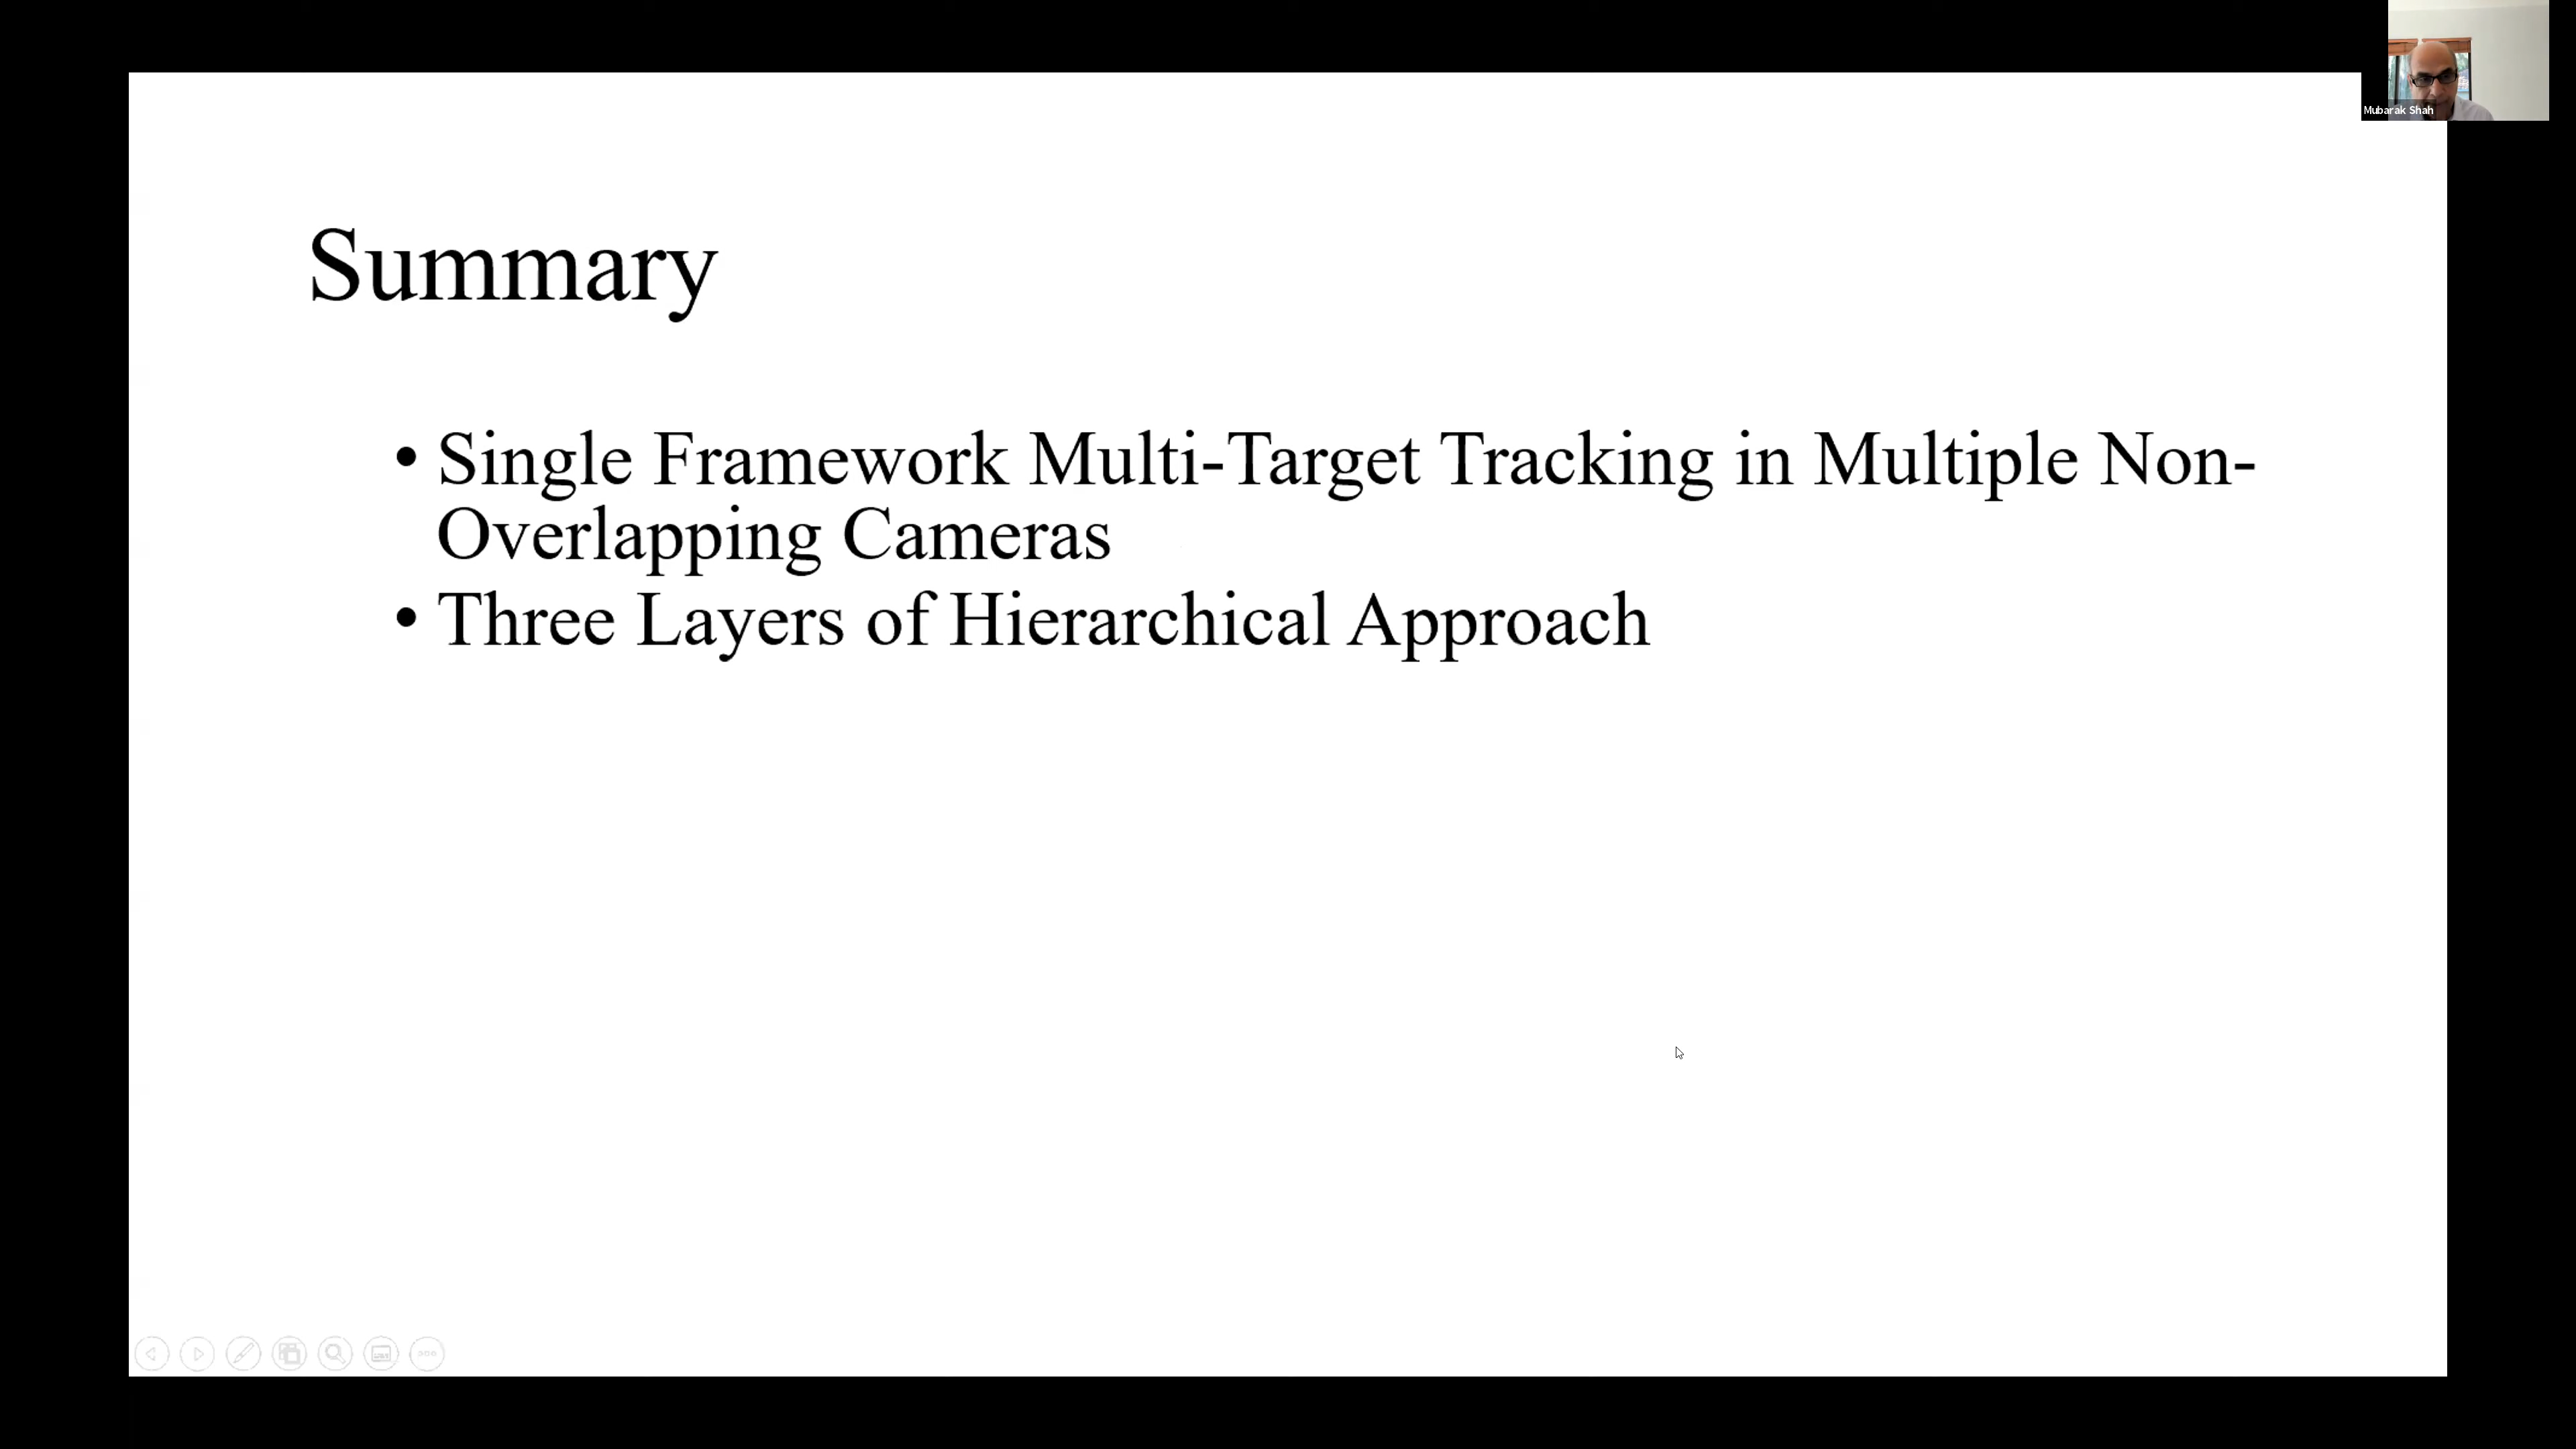 Mubarak Shah
Summary
• Single Framework Multi-Target Tracking in Multiple Non-
Overlapping Cameras
• Three Layers of Hierarchical Approach